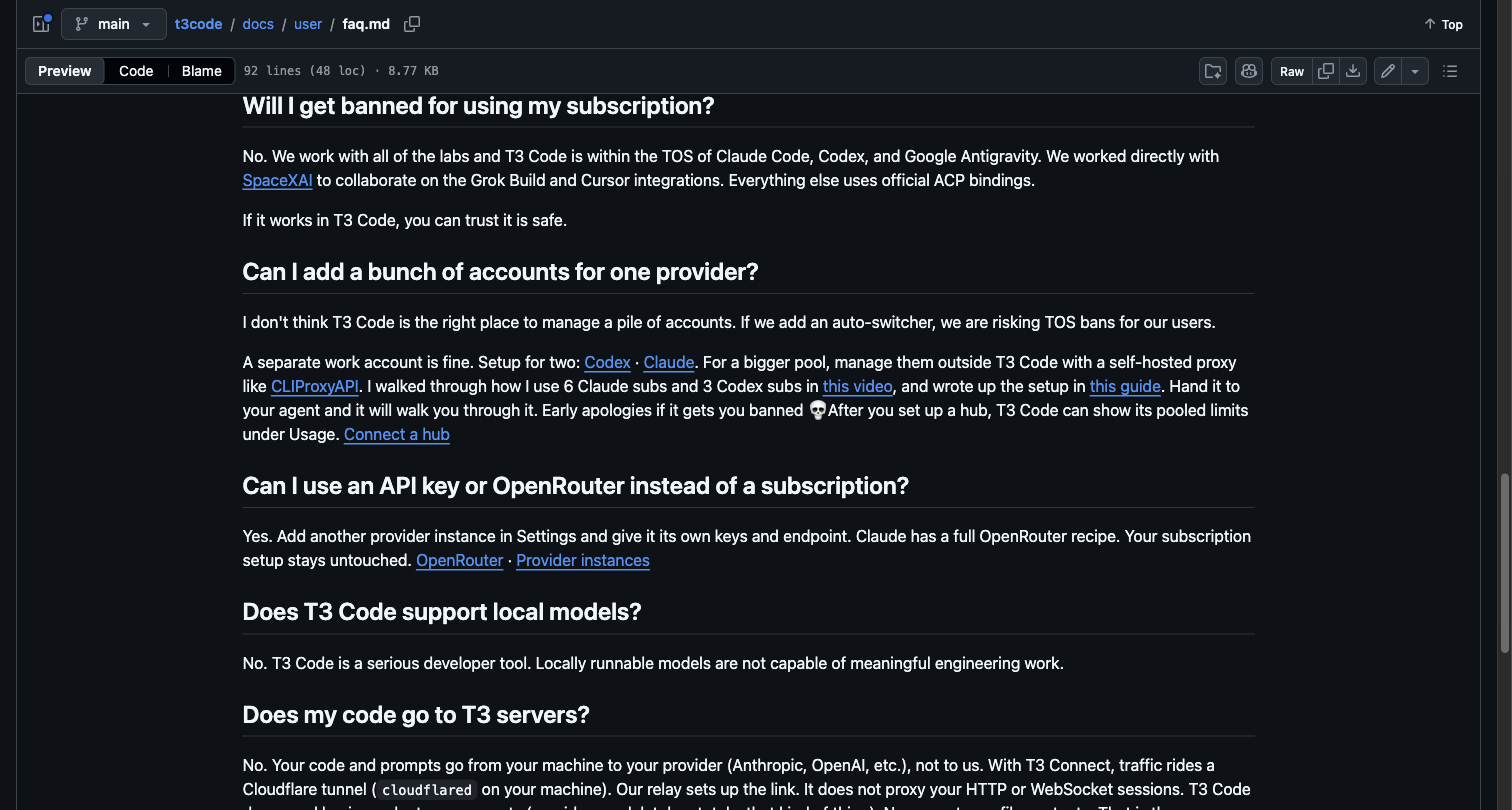 main
t3code / docs / user / faq.md
Top
Preview Code Blame 92 lines (48 loc) · 8.77 KB
Raw
Will I get banned for using my subscription?
No. We work with all of the labs and T3 Code is within the TOS of Claude Code, Codex, and Google Antigravity. We worked directly with
SpaceXAI to collaborate on the Grok Build and Cursor integrations. Everything else uses official ACP bindings.
If it works in T3 Code, you can trust it is safe.
Can I add a bunch of accounts for one provider?
I don't think T3 Code is the right place to manage a pile of accounts. If we add an auto-switcher, we are risking TOS bans for our users.
A separate work account is fine. Setup for two: Codex · Claude. For a bigger pool, manage them outside T3 Code with a self-hosted proxy
like CLIProxyAPI. I walked through how I use 6 Claude subs and 3 Codex subs in this video, and wrote up the setup in this guide. Hand it to
your agent and it will walk you through it. Early apologies if it gets you banned 💀After you set up a hub, T3 Code can show its pooled limits
under Usage. Connect a hub
Can I use an API key or OpenRouter instead of a subscription?
Yes. Add another provider instance in Settings and give it its own keys and endpoint. Claude has a full OpenRouter recipe. Your subscription
setup stays untouched. OpenRouter · Provider instances
Does T3 Code support local models?
No. T3 Code is a serious developer tool. Locally runnable models are not capable of meaningful engineering work.
Does my code go to T3 servers?
No. Your code and prompts go from your machine to your provider (Anthropic, OpenAI, etc.), not to us. With T3 Connect, traffic rides a
Cloudflare tunnel (cloudflared on your machine). Our relay sets up the link. It does not proxy your HTTP or WebSocket sessions. T3 Code